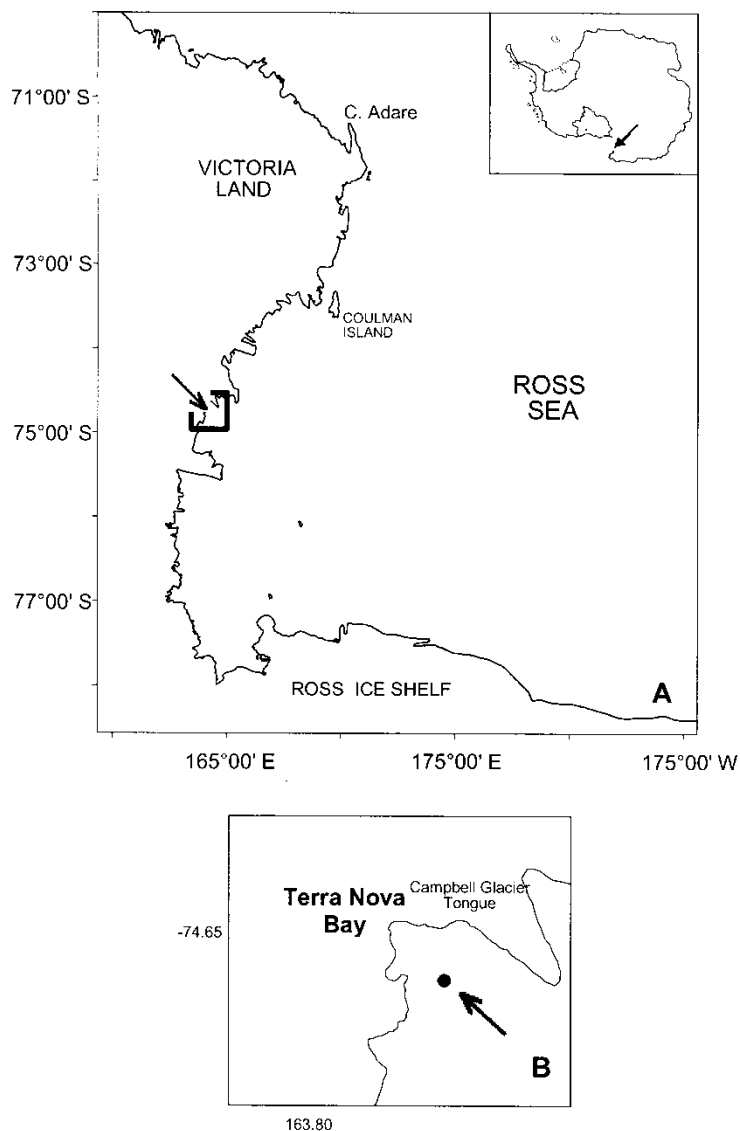 71°00' S
C. Adare
VICTORIA
LAND
73°00' S
COULMAN
ISLAND
ROSS
SEA
75°00' S
77°00' S
ROSS ICE SHELF
A
165°00' E
175°00' E
175°00' W
Terra Nova
Bay
Campbell Glacier
Tongue
-74.65
B
163.80